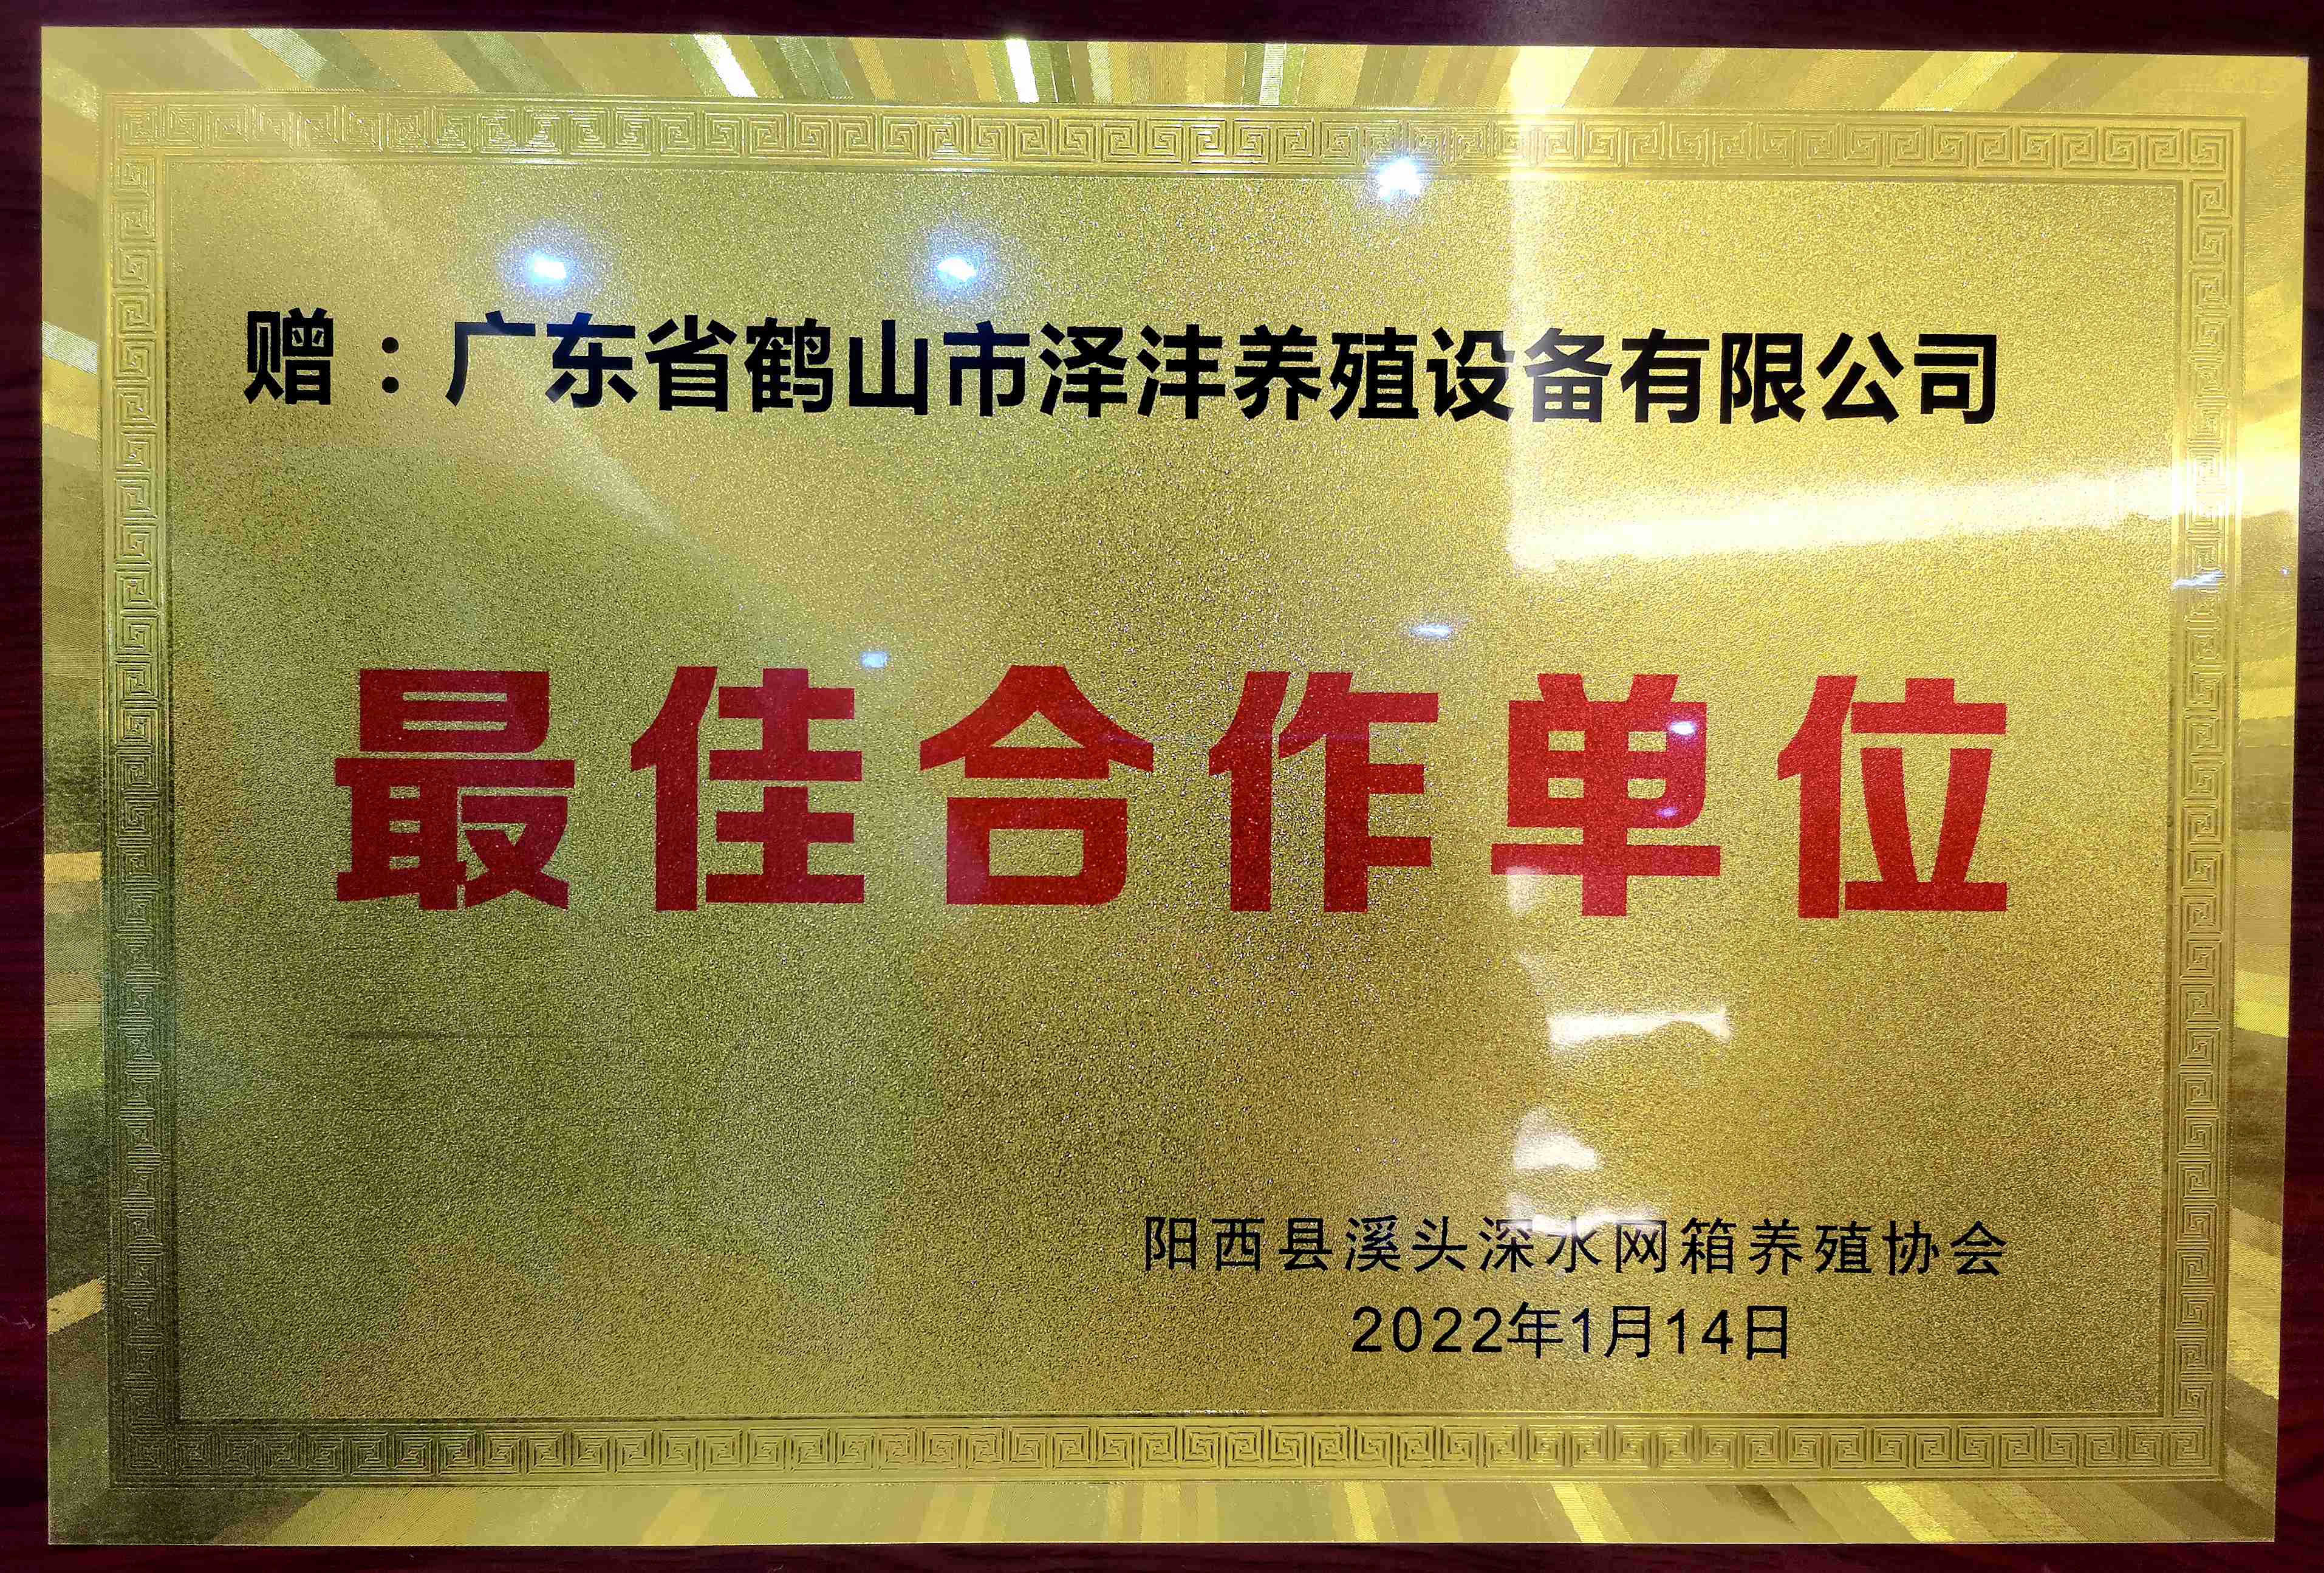 赠：广东省鹤山市泽沣养殖设备有限公司
最佳合作单位
阳西县溪头深水网箱养殖协会
2022年1月14日